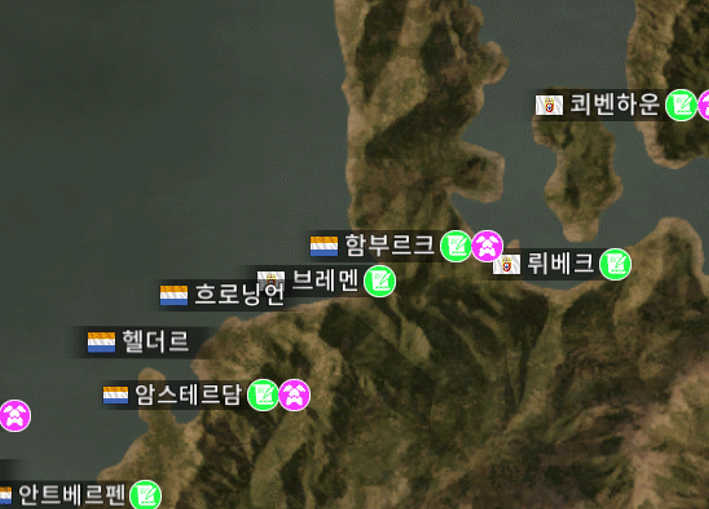 쾨벤하운
함부르크
뤼베크
브레멘
흐로닝언
헬더르
암스테르담
안트베르펜